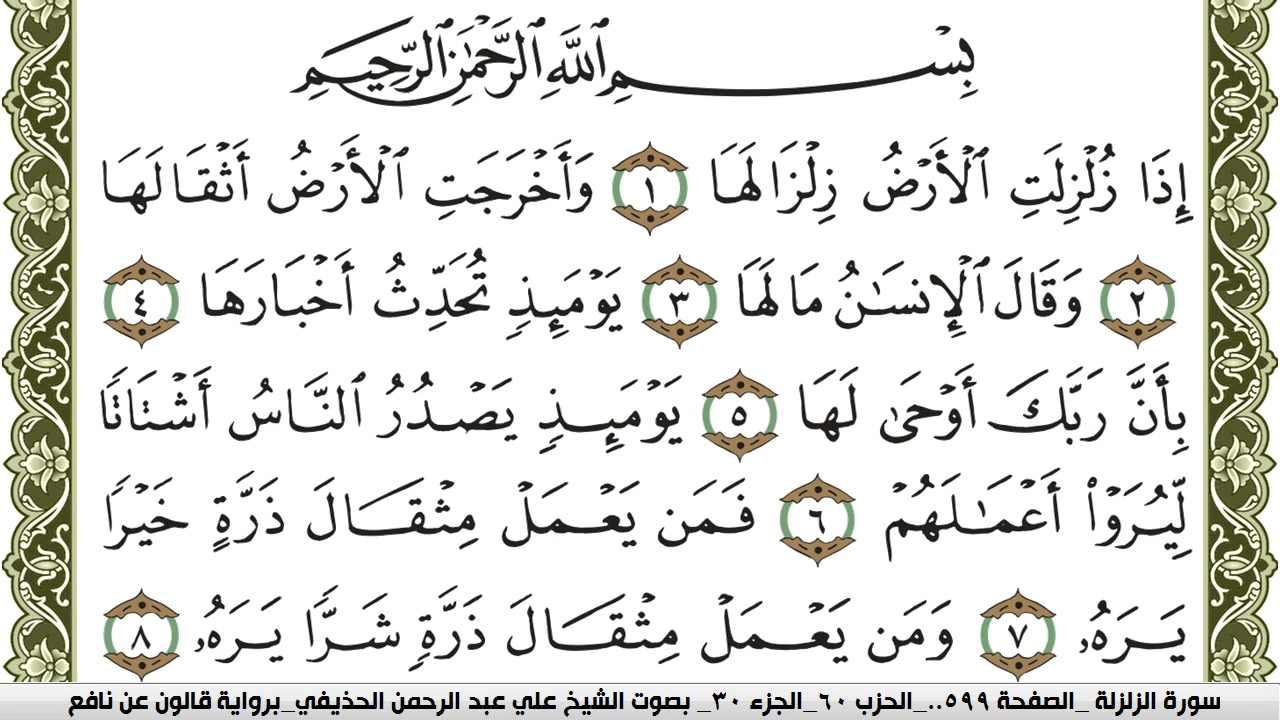 بِسْمِ ٱللَّهِ ٱلرَّحْمَٰنِ ٱلرَّحِيمِ
إِذَا زُلْزِلَتِ ٱلْأَرْضُ زِلْزَالَهَا ١ وَأَخْرَجَتِ ٱلْأَرْضُ أَثْقَالَهَا
٢ وَقَالَ ٱلْإِنسَٰنُ مَا لَهَا ٣ يَوْمَئِذٍ تُحَدِّثُ أَخْبَارَهَا ٤
بِأَنَّ رَبَّكَ أَوْحَىٰ لَهَا ٥ يَوْمَئِذٍ يَصْدُرُ ٱلنَّاسُ أَشْتَاتًا
لِّيُرَوْا۟ أَعْمَٰلَهُمْ ٦ فَمَن يَعْمَلْ مِثْقَالَ ذَرَّةٍ خَيْرًا
يَرَهُۥ ٧ وَمَن يَعْمَلْ مِثْقَالَ ذَرَّةٍ شَرًّا يَرَهُۥ ٨
سورة الزلزلة _الصفحة ٥٩٩.._الحزب ٦٠_الجزء ٣٠_ بصوت الشيخ علي عبد الرحمن الحذيفي_برواية قالون عن نافع